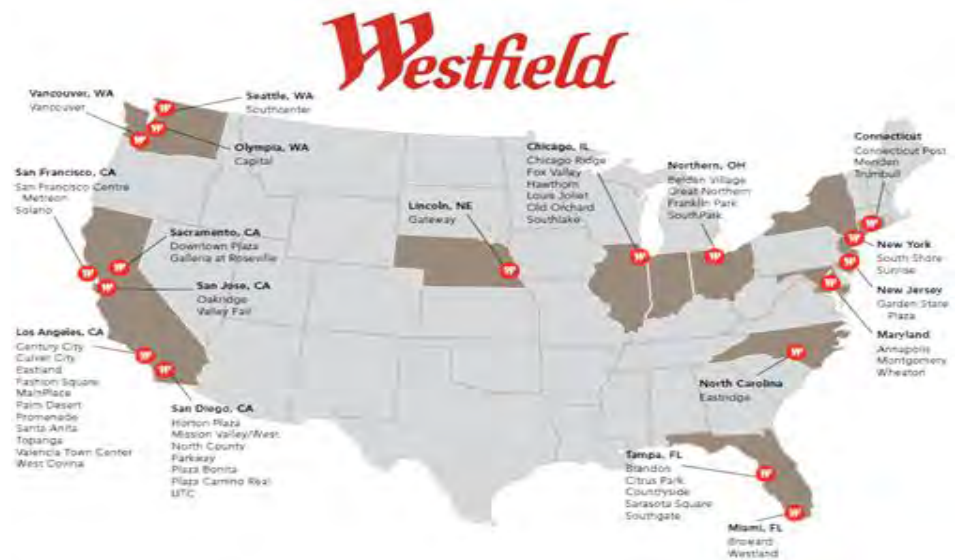 Westfield
Vancouver, WA
Vancouver
Seattle, WA
Southcenter
Olympia, WA
Capital
San Francisco, CA
San Francisco Centre
Metreon
Solano
Sacramento, CA
Downtown Plaza
Galleria at Roseville
San Jose, CA
Oakridge
Valley Fair
Los Angeles, CA
Century City
Culver City
Eastland
Fashion Square
MainPlace
Palm Desert
Promenade
Santa Anita
Topanga
Valencia Town Center
West Covina
San Diego, CA
Horton Plaza
Mission Valley/West
North County
Parkway
Plaza Bonita
Plaza Camino Real
UTC
Lincoln, NE
Gateway
Chicago, IL
Chicago Ridge
Fox Valley
Hawthorn
Louis Joliet
Old Orchard
Southlake
Northern, OH
Belden Village
Great Northern
Franklin Park
SouthPark
Connecticut
Connecticut Post
Meriden
Trumbull
New York
South Shore
Sunrise
New Jersey
Garden State
Plaza
Maryland
Annapolis
Montgomery
Wheaton
North Carolina
Eastridge
Tampa, FL
Brandon
Citrus Park
Countryside
Sarasota Square
Southgate
Miami, FL
Broward
Westland